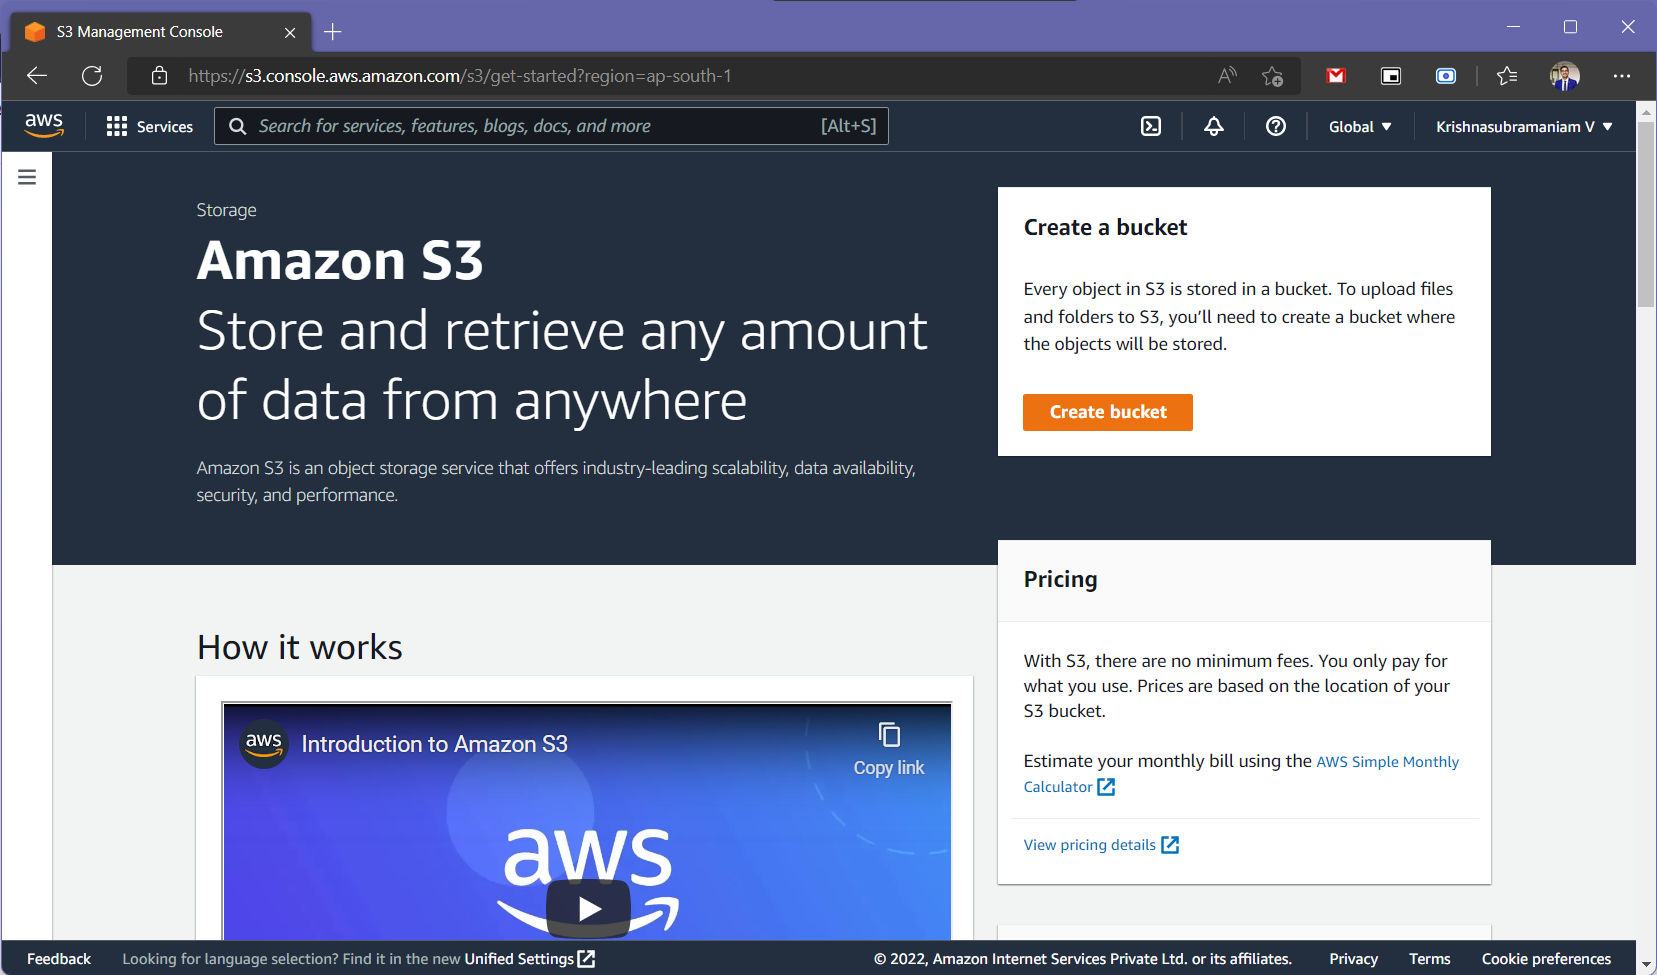 S3 Management Console
https://s3.console.aws.amazon.com/s3/get-started?region=ap-south-1
aws
Services
Search for services, features, blogs, docs, and more
[Alt+S]
Global
Krishnasubramaniam V
Storage
Amazon S3
Store and retrieve any amount
of data from anywhere
Amazon S3 is an object storage service that offers industry-leading scalability, data availability,
security, and performance.
Create a bucket
Every object in S3 is stored in a bucket. To upload files
and folders to S3, you’ll need to create a bucket where
the objects will be stored.
Create bucket
Pricing
With S3, there are no minimum fees. You only pay for
what you use. Prices are based on the location of your
S3 bucket.
Estimate your monthly bill using the AWS Simple Monthly
Calculator
View pricing details
How it works
aws
Introduction to Amazon S3
Copy link
aws
Feedback
Looking for language selection? Find it in the new Unified Settings
© 2022, Amazon Internet Services Private Ltd. or its affiliates.
Privacy
Terms
Cookie preferences